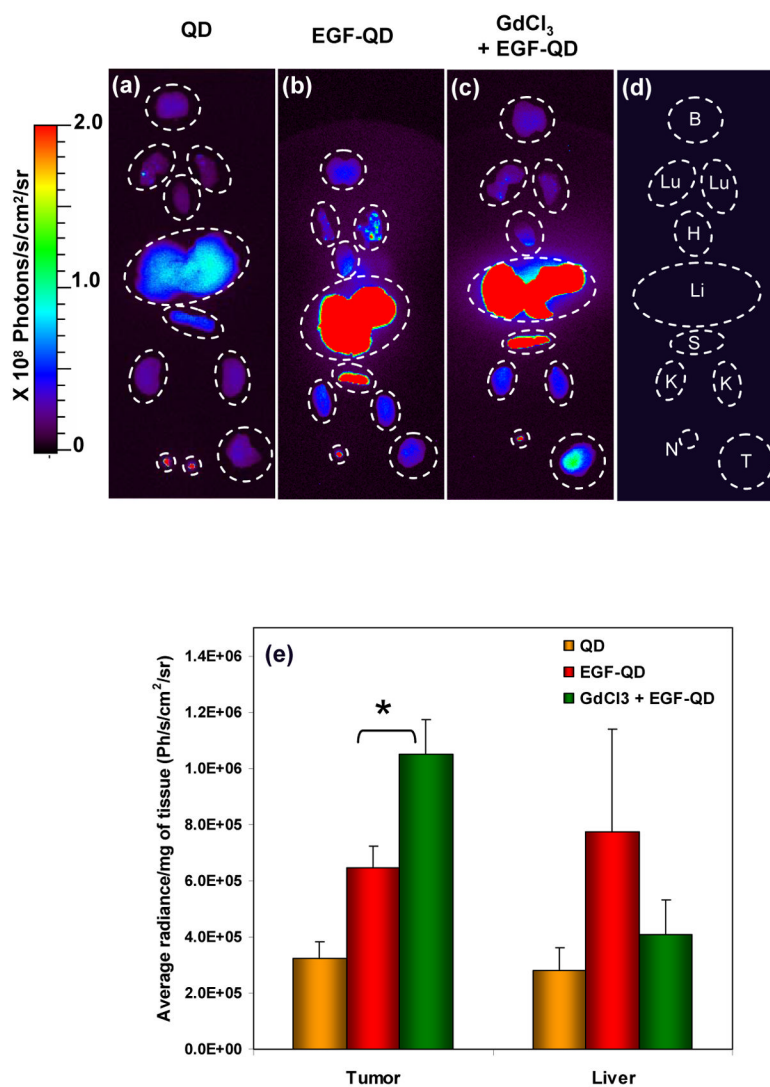 QD
EGF-QD
GdCl₃
+ EGF-QD
(a)
(b)
(c)
(d)
X 10⁸ Photons/s/cm²/sr
2.0
1.0
0
B
Lu Lu
H
Li
S
K K
N
T
(e)
Average radiance/mg of tissue (Ph/s/cm²/sr)
1.4E+06
1.2E+06
1.0E+06
8.0E+05
6.0E+05
4.0E+05
2.0E+05
0.0E+00
QD
EGF-QD
GdCl3 + EGF-QD
*
Tumor
Liver